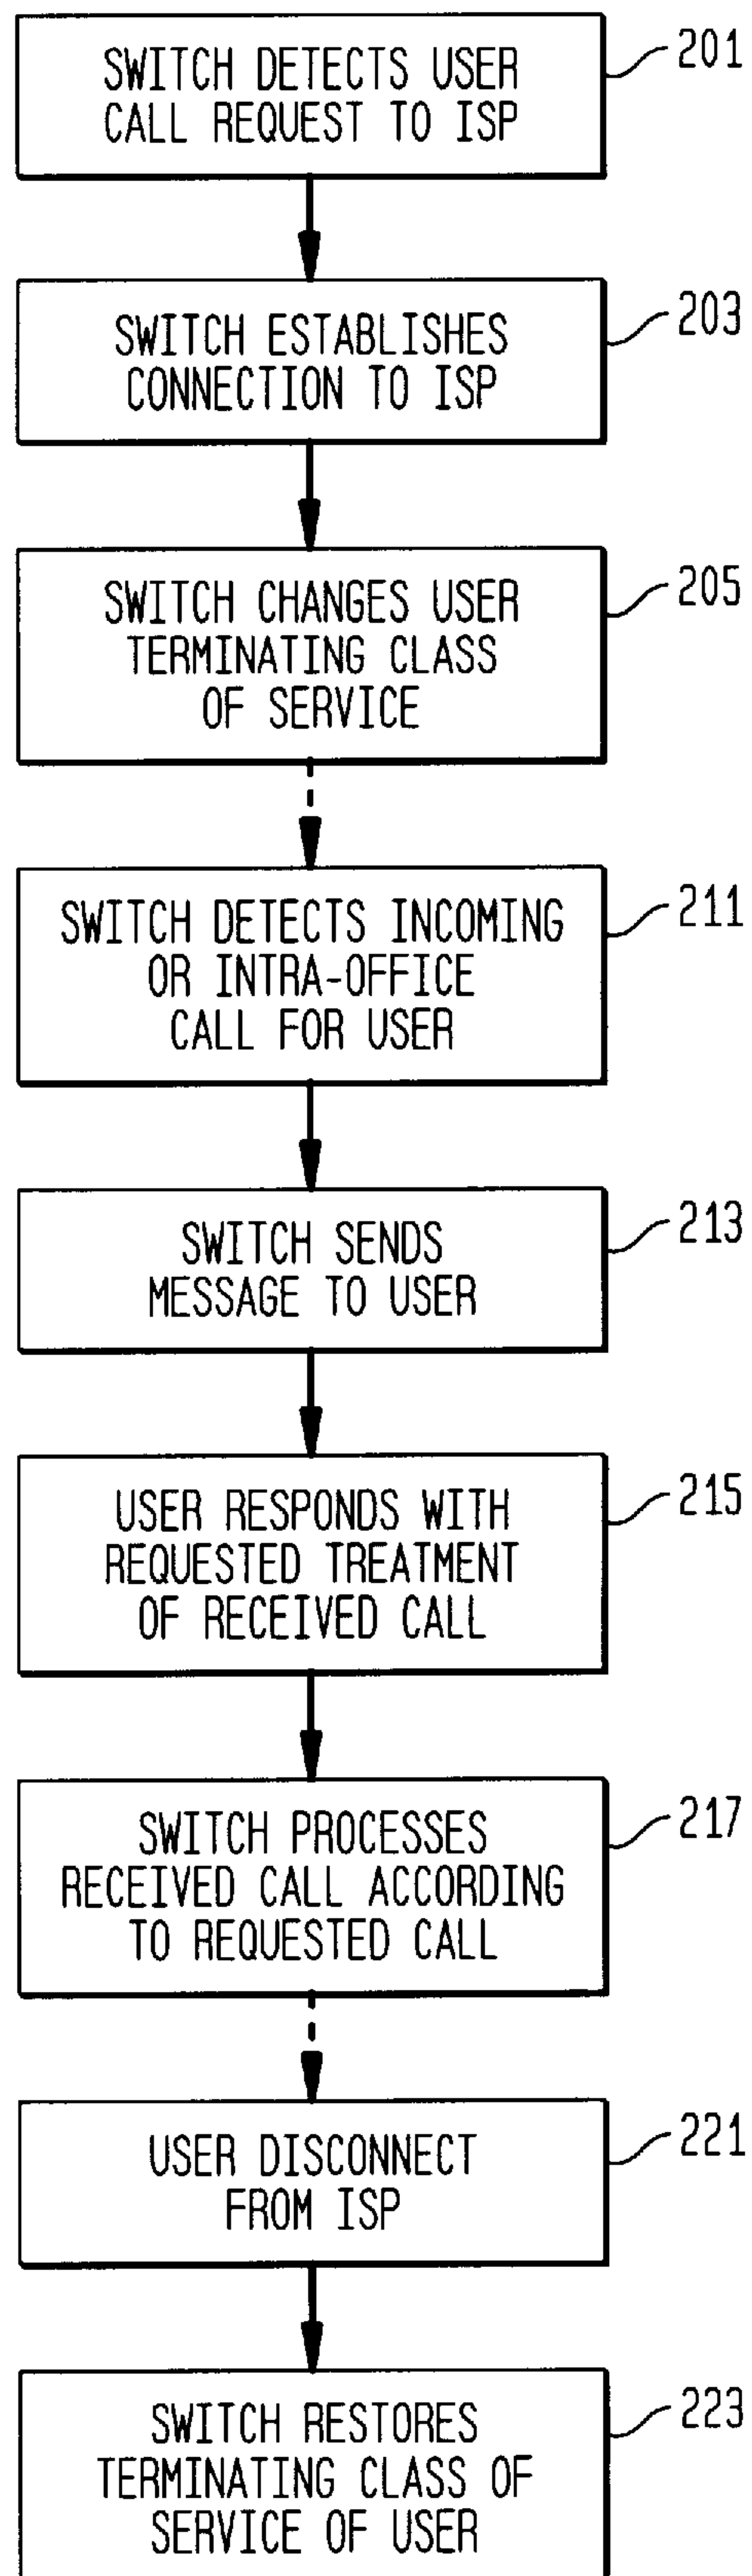 SWITCH DETECTS USER
CALL REQUEST TO ISP
201
SWITCH ESTABLISHES
CONNECTION TO ISP
203
SWITCH CHANGES USER
TERMINATING CLASS
OF SERVICE
205
SWITCH DETECTS INCOMING
OR INTRA-OFFICE
CALL FOR USER
211
SWITCH SENDS
MESSAGE TO USER
213
USER RESPONDS WITH
REQUESTED TREATMENT
OF RECEIVED CALL
215
SWITCH PROCESSES
RECEIVED CALL ACCORDING
TO REQUESTED CALL
217
USER DISCONNECT
FROM ISP
221
SWITCH RESTORES
TERMINATING CLASS OF
SERVICE OF USER
223